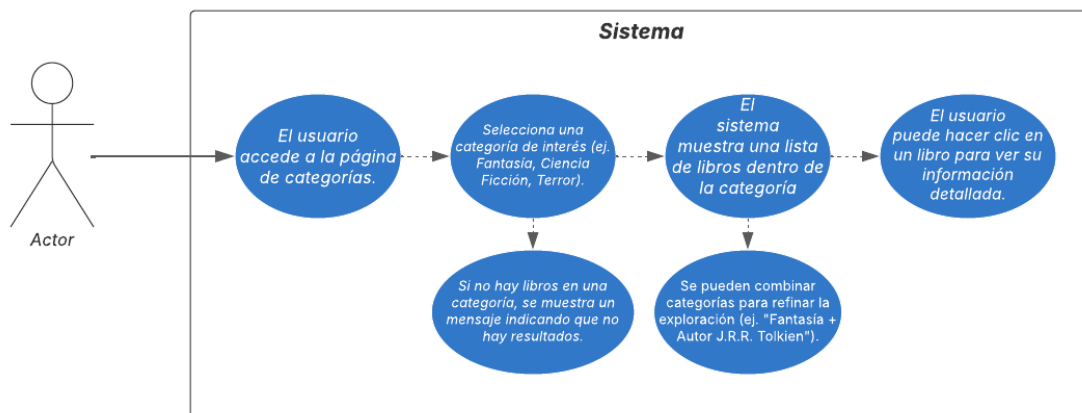 Sistema
Actor
El usuario
accede a la página
de categorías.
Selecciona una
categoría de interés (ej.
Fantasía, Ciencia
Ficción, Terror).
El
sistema
muestra una lista
de libros dentro de
la categoría
El usuario
puede hacer clic en
un libro para ver su
información
detallada.
Si no hay libros en una
categoría, se muestra un
mensaje indicando que no
hay resultados.
Se pueden combinar
categorías para refinar la
exploración (ej. "Fantasía +
Autor J.R.R. Tolkien").